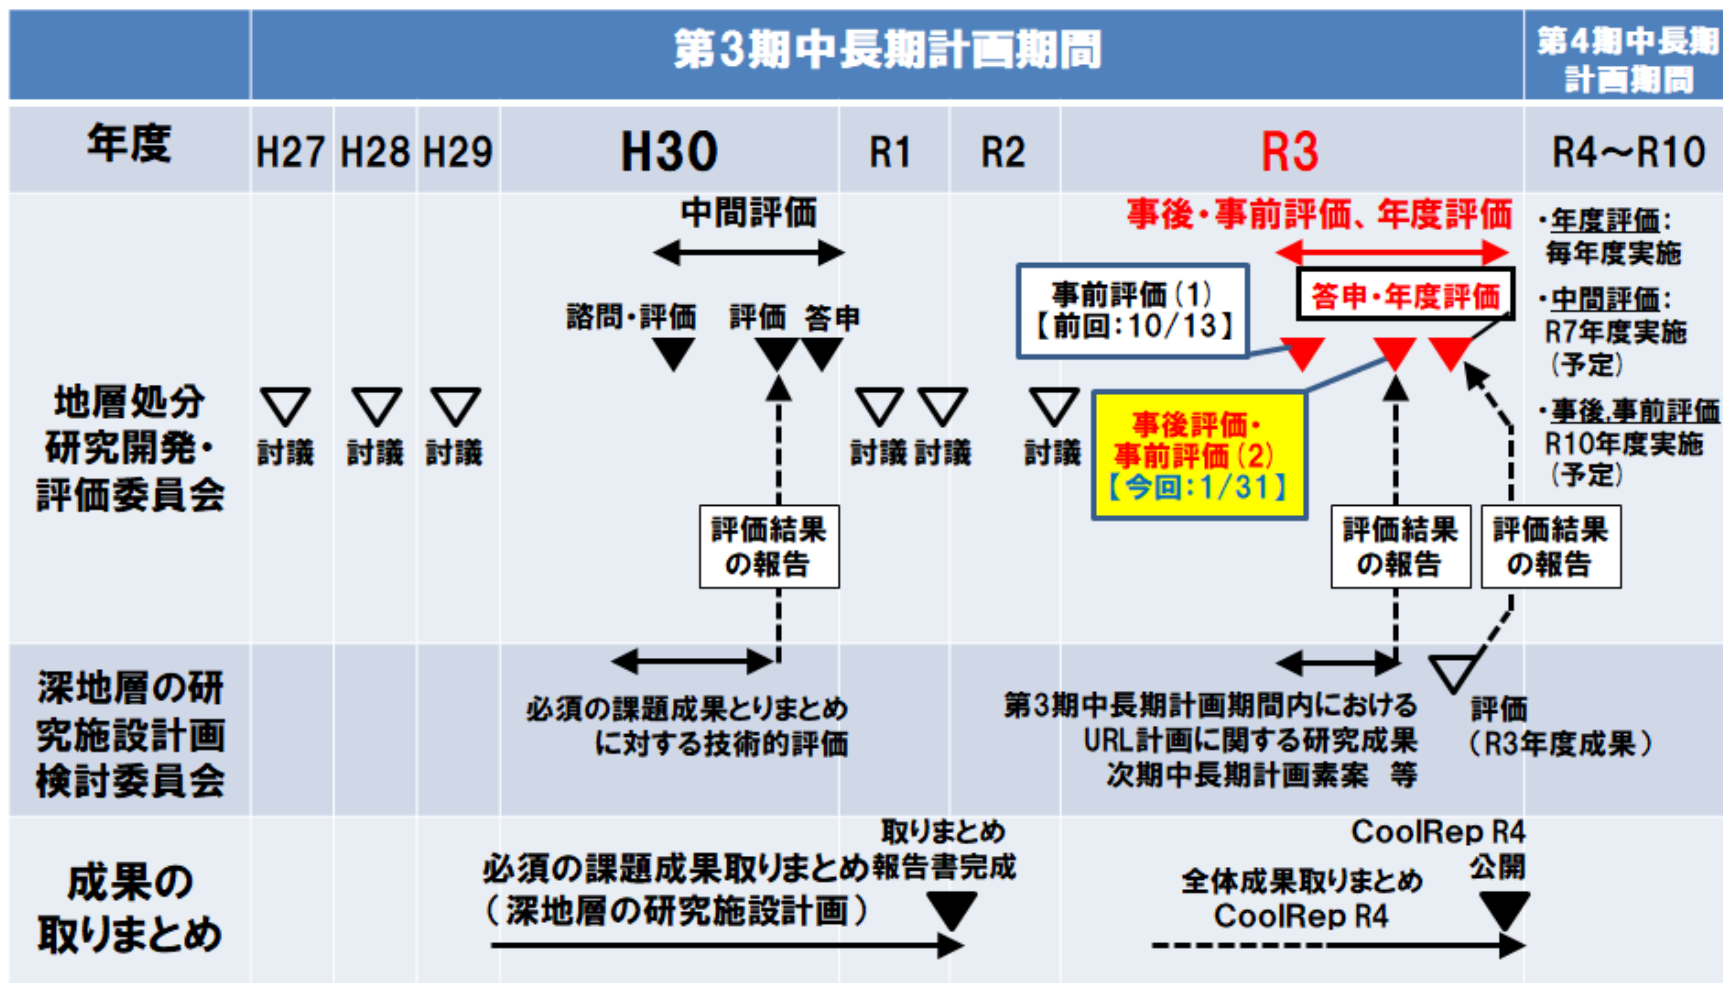 第3期中長期計画期間
第4期中長期
計画期間
年度
H27
H28
H29
H30
R1
R2
R3
R4～R10
地層処分
研究開発・
評価委員会
討議
討議
討議
中間評価
諮問・評価
評価
答申
評価結果
の報告
討議
討議
討議
事後・事前評価、年度評価
事前評価(1)
【前回：10/13】
答申・年度評価
事後評価・
事前評価(2)
【今回：1/31】
評価結果
の報告
評価結果
の報告
・年度評価：
毎年度実施
・中間評価：
R7年度実施
(予定)
・事後,事前評価
R10年度実施
(予定)
深地層の研
究施設計画
検討委員会
必須の課題成果とりまとめ
に対する技術的評価
第3期中長期計画期間内における
URL計画に関する研究成果
次期中長期計画素案　等
評価
（R3年度成果）
成果の
取りまとめ
必須の課題成果取りまとめ
（深地層の研究施設計画）
取りまとめ
報告書完成
全体成果取りまとめ
CoolRep R4
CoolRep R4
公開